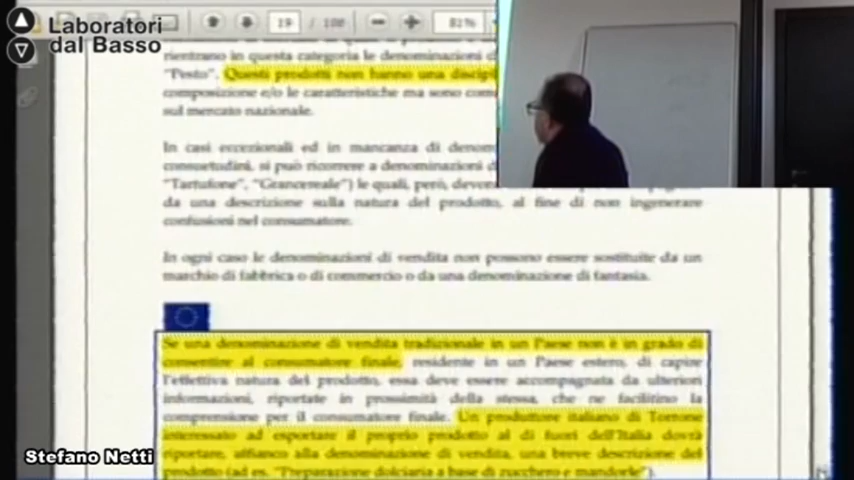 Laboratori
dal Basso
19 / 100
81%
rientrano in questa categoria le denominazioni d
"Pesto". Questi prodotti non hanno una discipl
composizione e/o le caratteristiche ma sono com
sul mercato nazionale.
In casi eccezionali ed in mancanza di denom
consuetudini, si può ricorrere a denominazioni d
"Tartufone", "Grancereale") le quali, però, devon
da una descrizione sulla natura del prodotto, al fine di non ingenerare
confusioni nel consumatore.
In ogni caso le denominazioni di vendita non possono essere sostituite da un
marchio di fabbrica o di commercio o da una denominazione di fantasia.
Se una denominazione di vendita tradizionale in un Paese non è in grado di
consentire al consumatore finale, residente in un Paese estero, di capire
l'effettiva natura del prodotto, essa deve essere accompagnata da ulteriori
informazioni, riportate in prossimità della stessa, che ne facilitino la
comprensione per il consumatore finale. Un produttore italiano di Torrone
interessato ad esportare il proprio prodotto al di fuori dell'Italia dovrà
riportare, affianco alla denominazione di vendita, una breve descrizione del
prodotto (ad es. "Preparazione dolciaria a base di zucchero e mandorle").
Stefano Netti